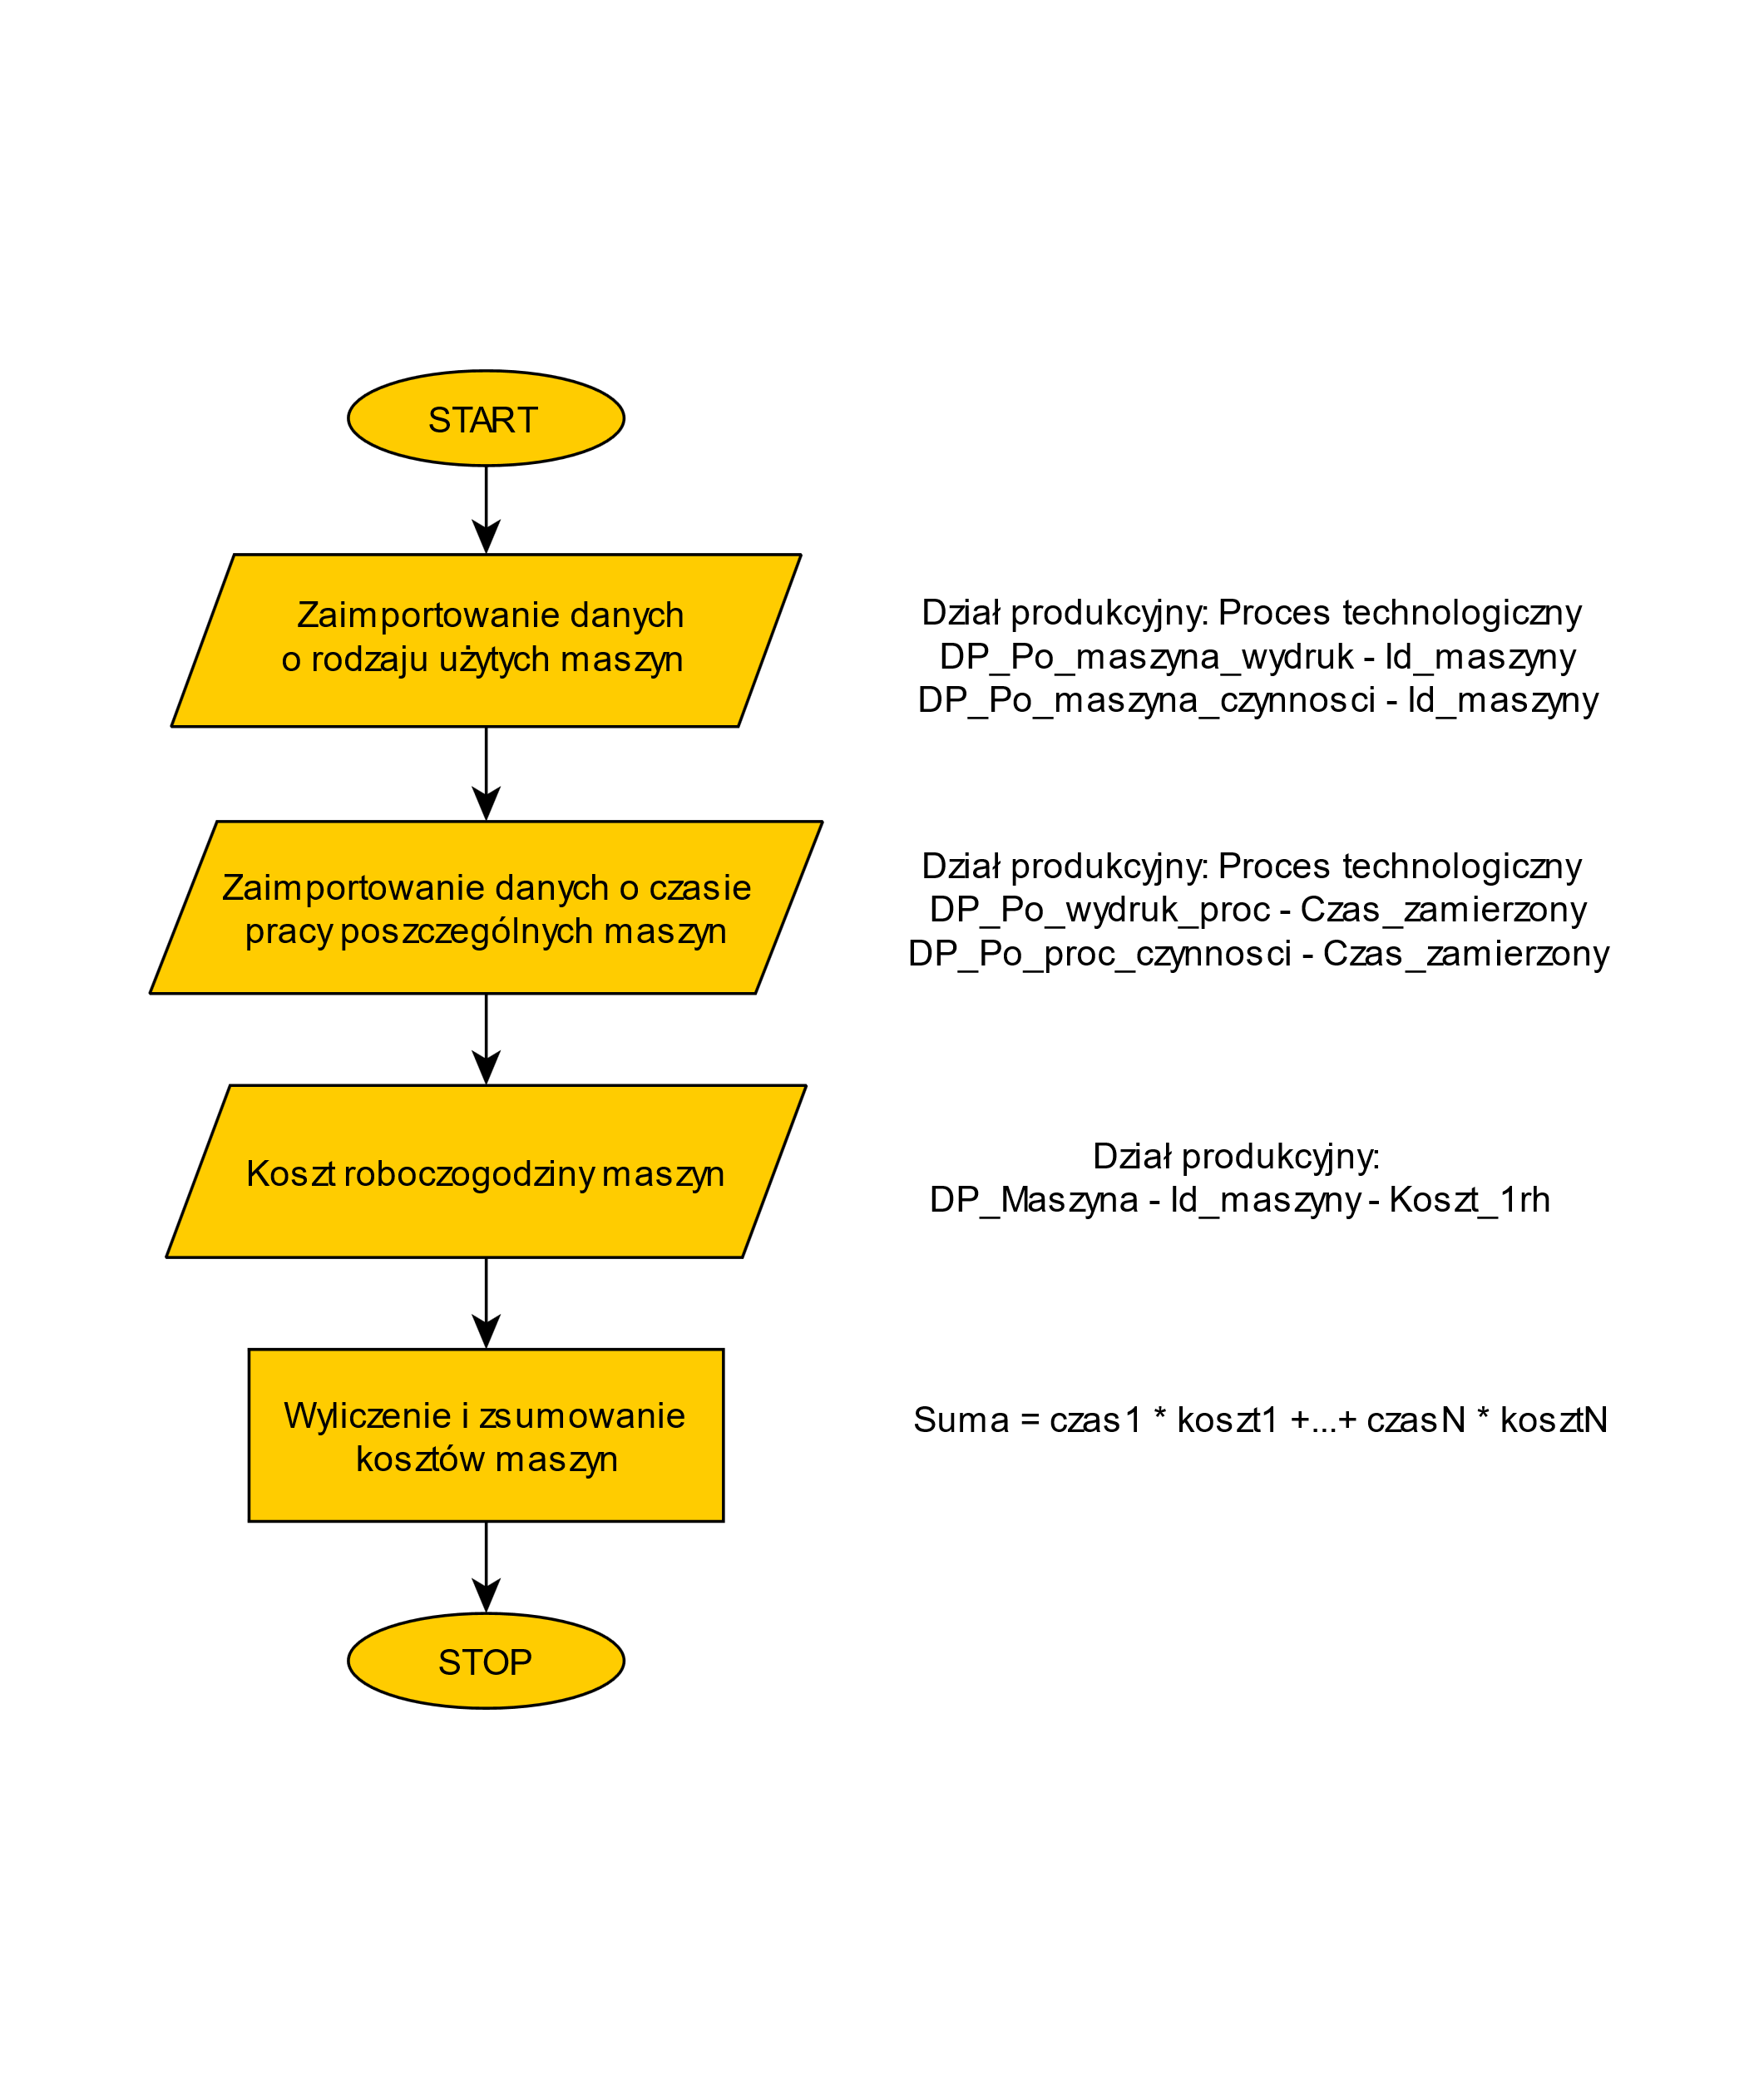 START
Zaimportowanie danych
o rodzaju użytych maszyn
Dział produkcyjny: Proces technologiczny
DP_Po_maszyna_wydruk - Id_maszyny
DP_Po_maszyna_czynnosci - Id_maszyny
Zaimportowanie danych o czasie
pracy poszczególnych maszyn
Dział produkcyjny: Proces technologiczny
DP_Po_wydruk_proc - Czas_zamierzony
DP_Po_proc_czynnosci - Czas_zamierzony
Koszt roboczogodziny maszyn
Dział produkcyjny:
DP_Maszyna - Id_maszyny - Koszt_1rh
Wyliczenie i zsumowanie
kosztów maszyn
Suma = czas1 * koszt1 +...+ czasN * kosztN
STOP